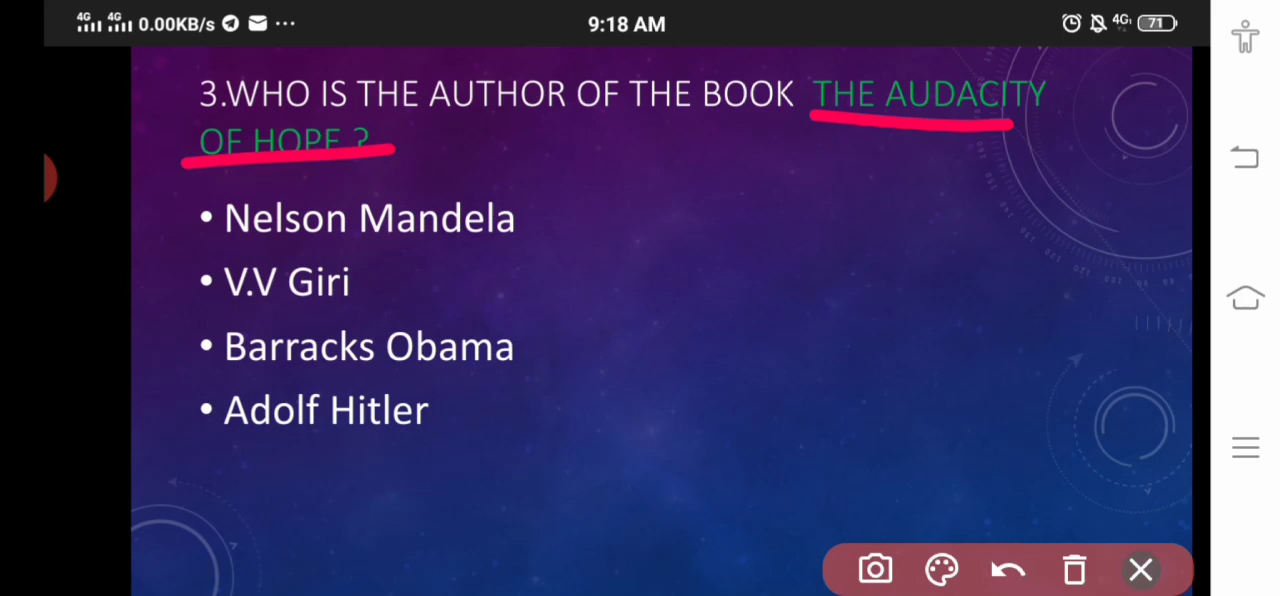 4G 4G 0.00KB/s ... 9:18 AM 4G 71
3.WHO IS THE AUTHOR OF THE BOOK THE AUDACITY
OF HOPE ?
• Nelson Mandela
• V.V Giri
• Barracks Obama
• Adolf Hitler